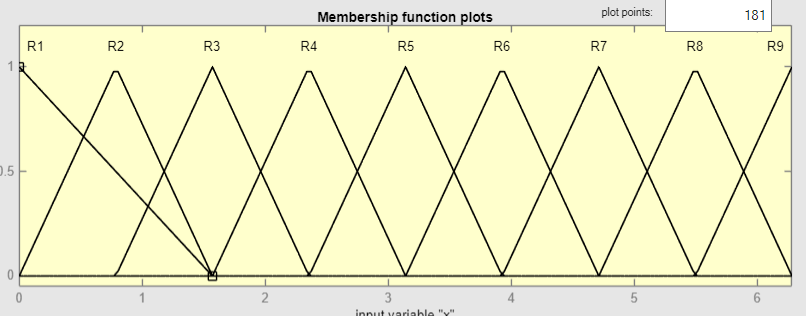 Membership function plots
plot points:
181
R1 R2 R3 R4 R5 R6 R7 R8 R9
1
0.5
0
0 1 2 3 4 5 6
input variable "x"